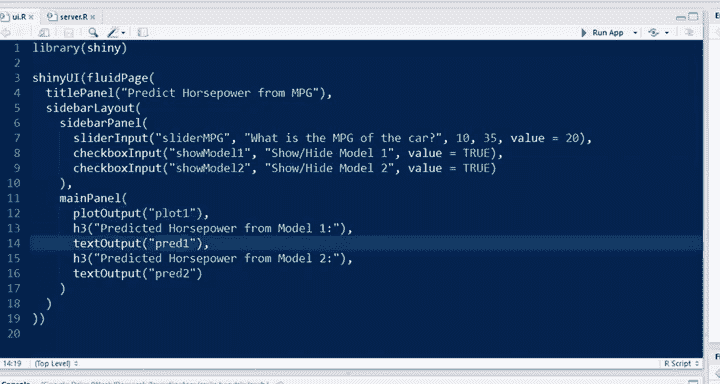 ui.R
server.R
Run App
1 library(shiny)
2
3 shinyUI(fluidPage(
4   titlePanel("Predict Horsepower from MPG"),
5   sidebarLayout(
6     sidebarPanel(
7       sliderInput("sliderMPG", "What is the MPG of the car?", 10, 35, value = 20),
8       checkboxInput("showModel1", "Show/Hide Model 1", value = TRUE),
9       checkboxInput("showModel2", "Show/Hide Model 2", value = TRUE)
10     ),
11     mainPanel(
12       plotOutput("plot1"),
13       h3("Predicted Horsepower from Model 1:"),
14       textOutput("pred1"),
15       h3("Predicted Horsepower from Model 2:"),
16       textOutput("pred2")
17     )
18   )
19 ))
20
14:19 (Top Level) R Script